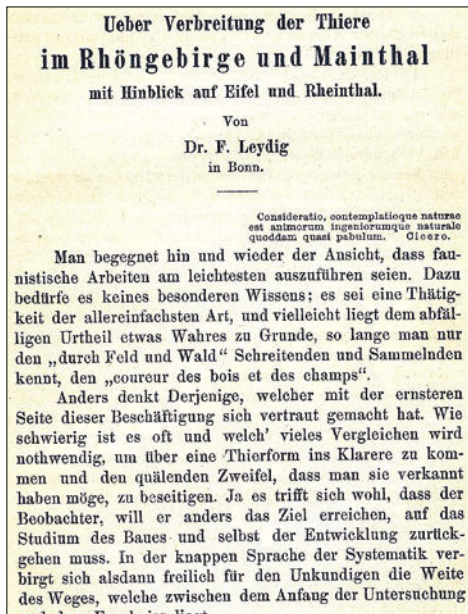 Ueber Verbreitung der Thiere
im Rhöngebirge und Mainthal
mit Hinblick auf Eifel und Rheinthal.
Von
Dr. F. Leydig
in Bonn.
Consideratio, contemplatioque naturae
est animorum ingeniorumque naturale
quoddam quasi pabulum. Cicero.
Man begegnet hin und wieder der Ansicht, dass fau-
nistische Arbeiten am leichtesten auszuführen seien. Dazu
bedürfe es keines besonderen Wissens; es sei eine Thätig-
keit der allereinfachsten Art, und vielleicht liegt dem abfäl-
ligen Urtheil etwas Wahres zu Grunde, so lange man nur
den „durch Feld und Wald“ Schreitenden und Sammelnden
kennt, den „coureur des bois et des champs“.
Anders denkt Derjenige, welcher mit der ernsteren
Seite dieser Beschäftigung sich vertraut gemacht hat. Wie
schwierig ist es oft und welch’ vieles Vergleichen wird
nothwendig, um über eine Thierform ins Klarere zu kom-
men und den quälenden Zweifel, dass man sie verkannt
haben möge, zu beseitigen. Ja es trifft sich wohl, dass der
Beobachter, will er anders das Ziel erreichen, auf das
Studium des Baues und selbst der Entwicklung zurück-
gehen muss. In der knappen Sprache der Systematik ver-
birgt sich alsdann freilich für den Unkundigen die Weite
des Weges, welche zwischen dem Anfang der Untersuchung